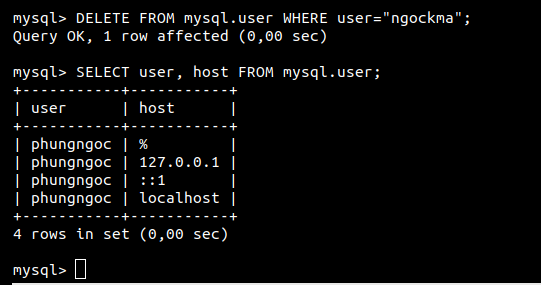 mysql> DELETE FROM mysql.user WHERE user="ngockma";
Query OK, 1 row affected (0,00 sec)
mysql> SELECT user, host FROM mysql.user;
+-----------+-----------+
| user      | host      |
+-----------+-----------+
| phungngoc | %         |
| phungngoc | 127.0.0.1 |
| phungngoc | ::1       |
| phungngoc | localhost |
+-----------+-----------+
4 rows in set (0,00 sec)
mysql>